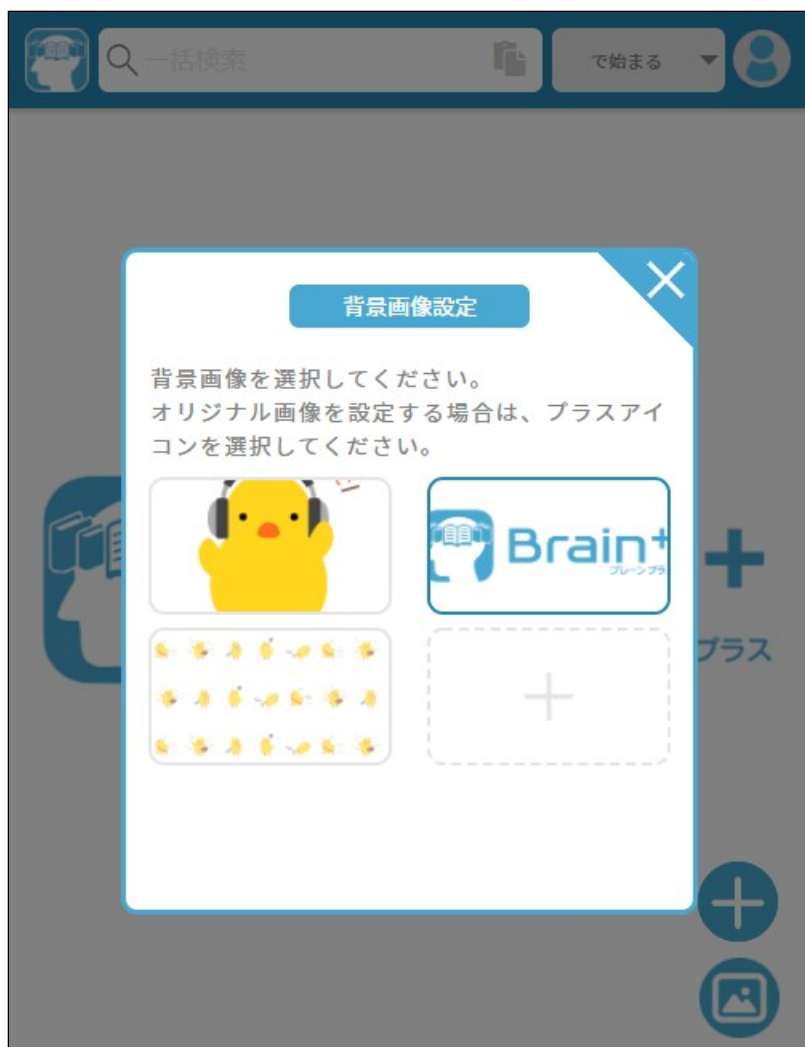 一括検索
で始まる
背景画像設定
背景画像を選択してください。
オリジナル画像を設定する場合は、プラスアイ
コンを選択してください。
Brain+
ブレーンプラ
プラス